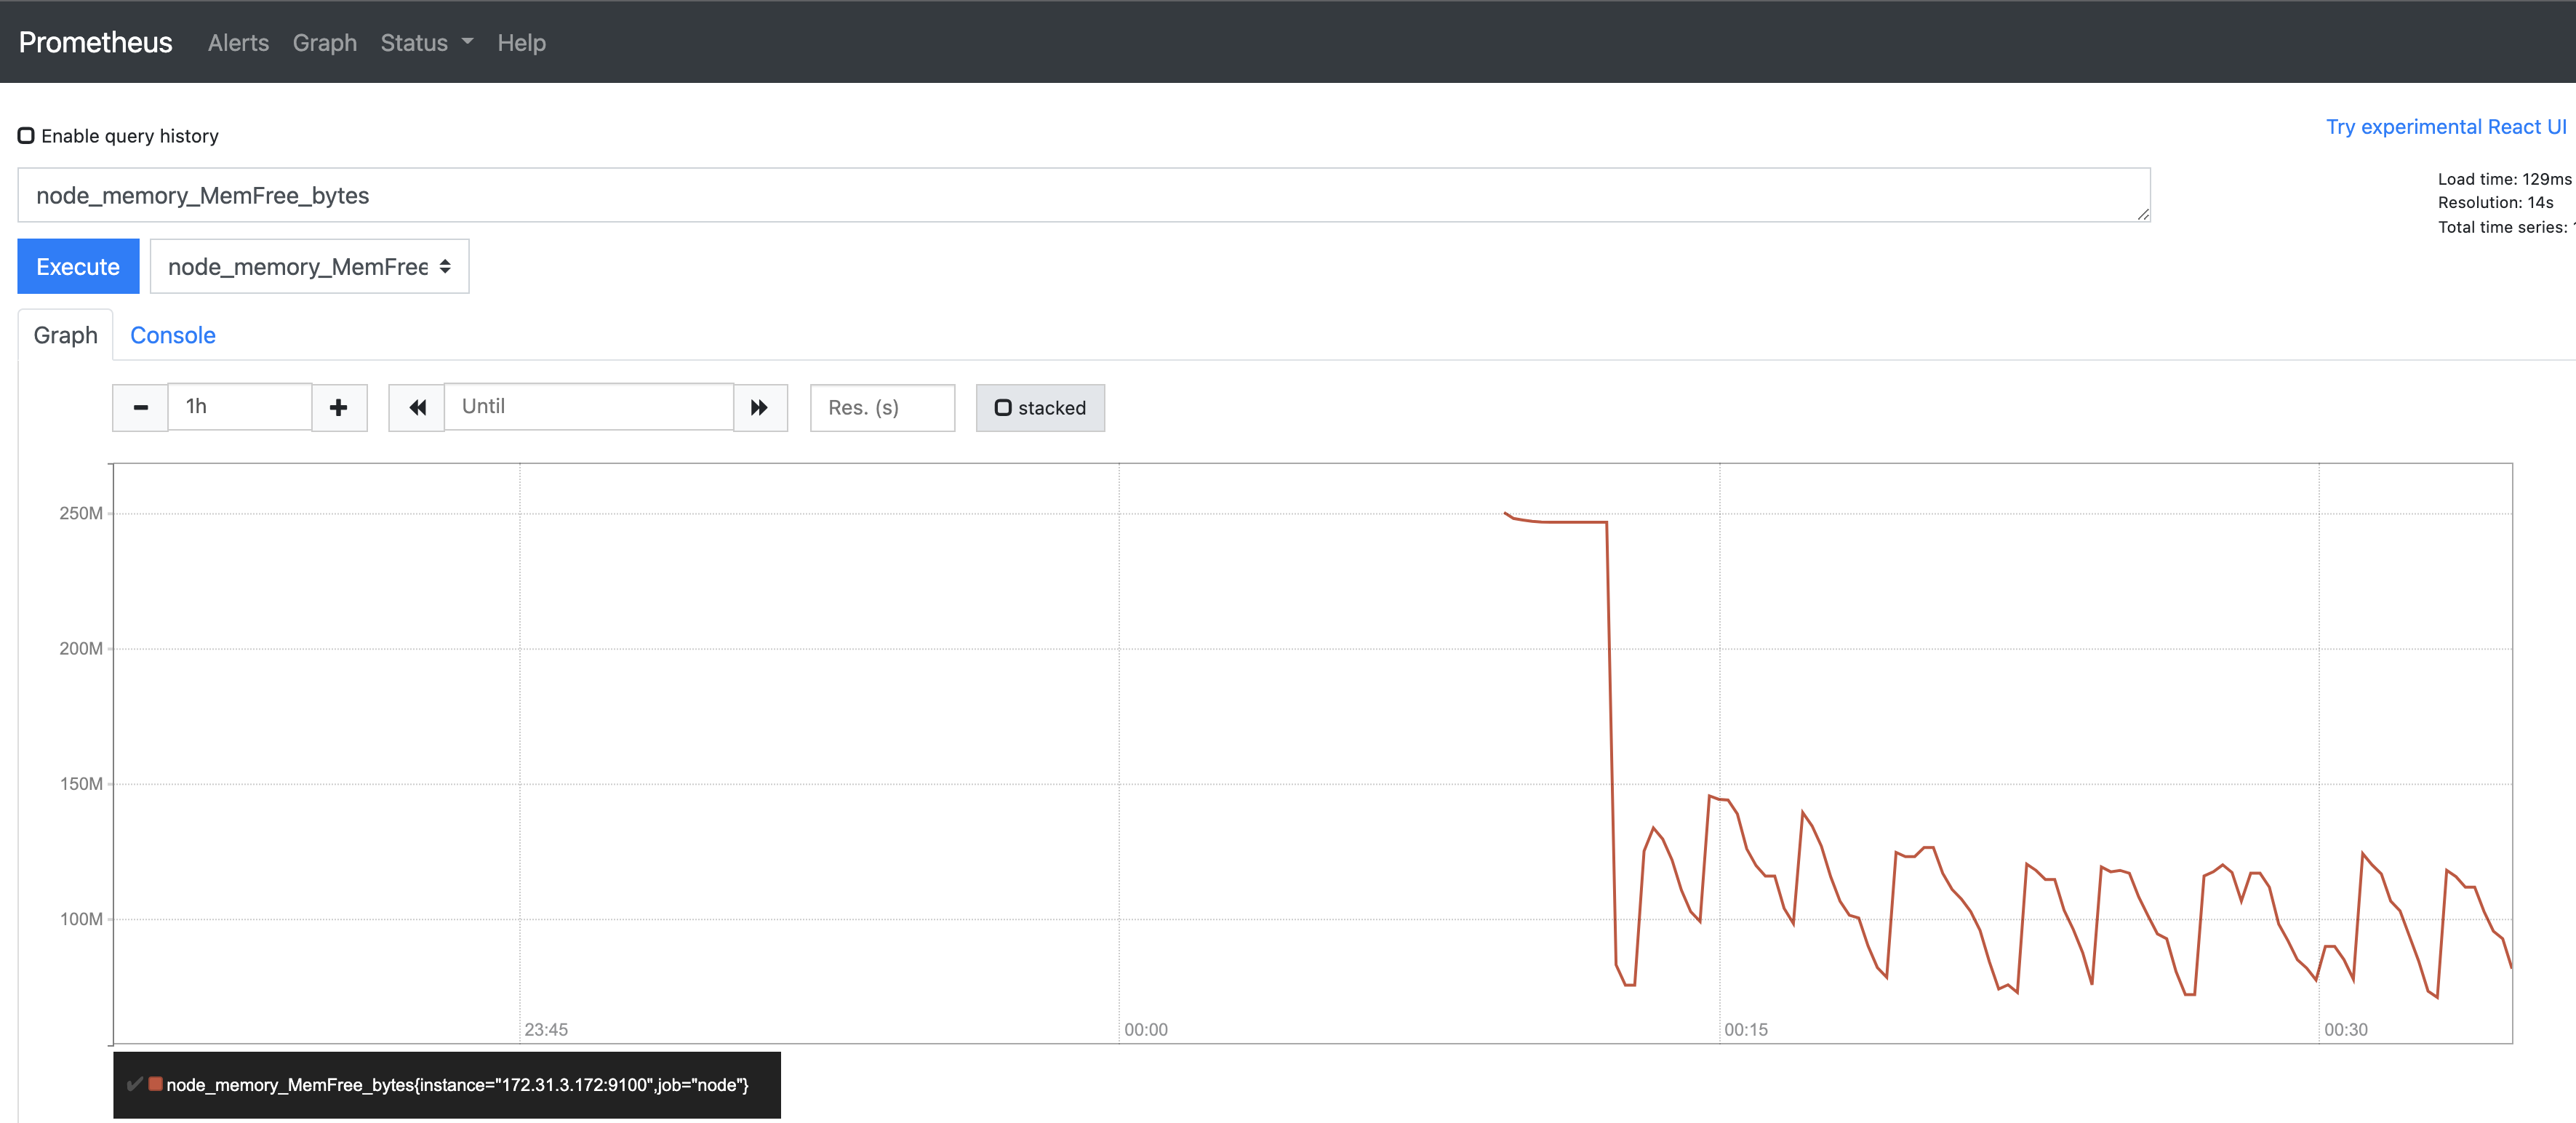 Prometheus Alerts Graph Status Help
Enable query history
Try experimental React UI
node_memory_MemFree_bytes
Load time: 129ms
Resolution: 14s
Total time series:
Execute
node_memory_MemFree
Graph Console
1h
Until
Res. (s)
stacked
250M
200M
150M
100M
23:45
00:00
00:15
00:30
node_memory_MemFree_bytes{instance="172.31.3.172:9100",job="node"}